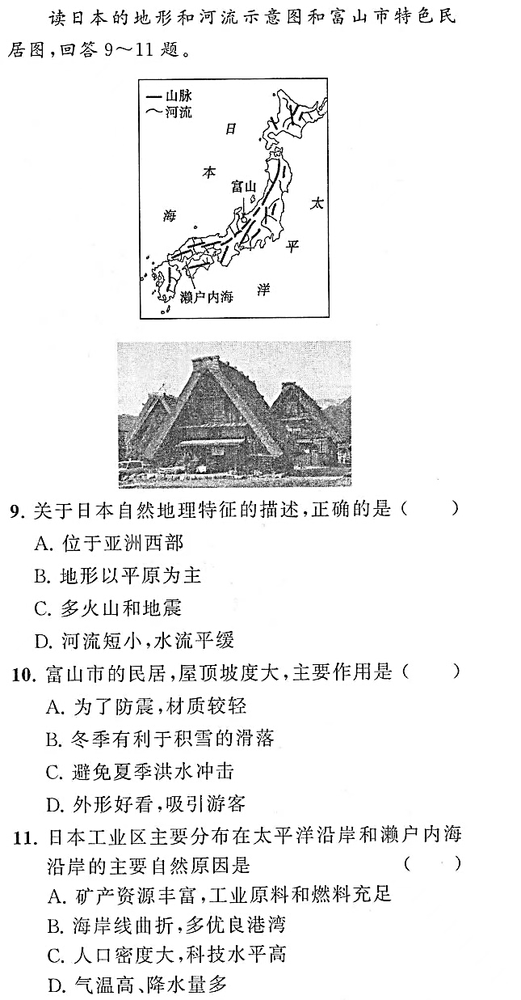 读日本的地形和河流示意图和富山市特色民
居图,回答9～11题。
山脉
河流
日
本
海
富山
太
平
洋
濑户内海
9. 关于日本自然地理特征的描述,正确的是(　　)
A. 位于亚洲西部
B. 地形以平原为主
C. 多火山和地震
D. 河流短小,水流平缓
10. 富山市的民居,屋顶坡度大,主要作用是(　　)
A. 为了防震,材质较轻
B. 冬季有利于积雪的滑落
C. 避免夏季洪水冲击
D. 外形好看,吸引游客
11. 日本工业区主要分布在太平洋沿岸和濑户内海
沿岸的主要自然原因是　　(　　)
A. 矿产资源丰富,工业原料和燃料充足
B. 海岸线曲折,多优良港湾
C. 人口密度大,科技水平高
D. 气温高、降水量多